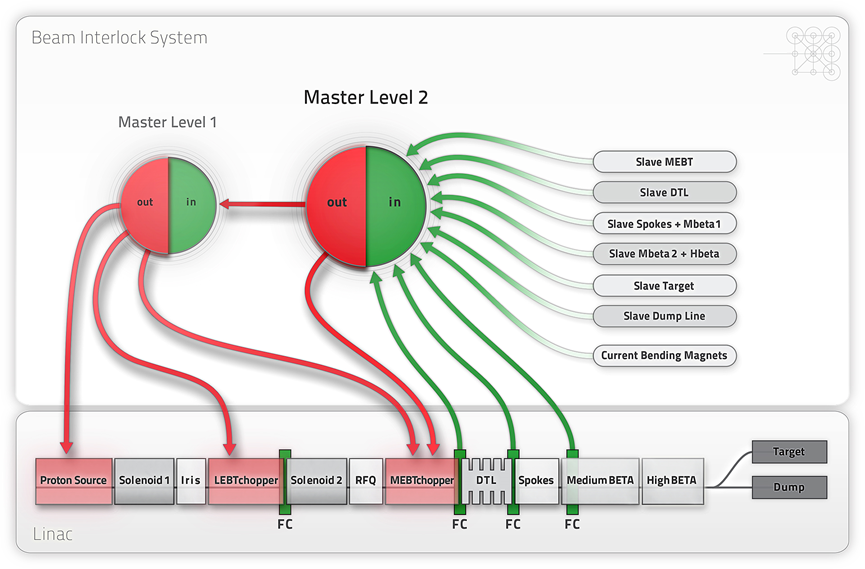 Beam Interlock System
Master Level 2
Master Level 1
out
in
out
in
Slave MEBT
Slave DTL
Slave Spokes + Mbeta1
Slave Mbeta2 + Hbeta
Slave Target
Slave Dump Line
Current Bending Magnets
Proton Source
Solenoid 1
Iris
LEBTchopper
Solenoid 2
RFQ
MEBTchopper
DTL
Spokes
Medium BETA
High BETA
Target
Dump
FC
FC
FC
FC
Linac